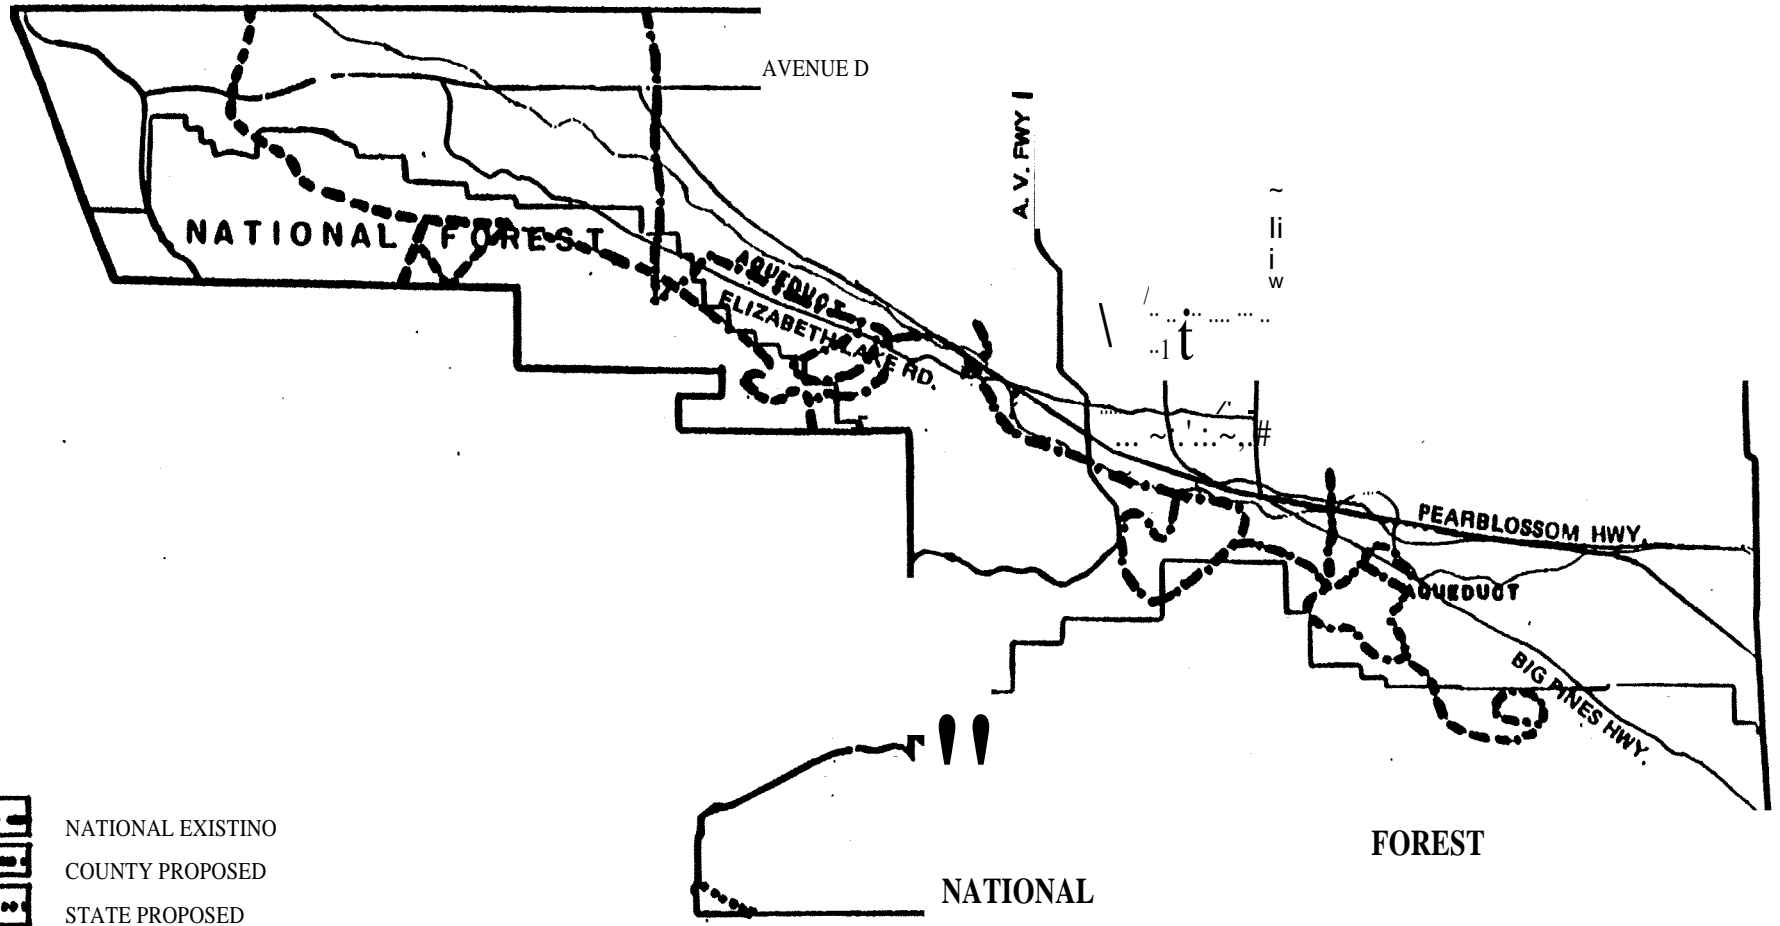 AVENUE D
A. V. FWY
NATIONAL FOREST
AQUEDUCT
ELIZABETH LAKE RD.
PEARBLOSSOM HWY.
AQUEDUCT
BIG PINES HWY.
FOREST
NATIONAL
NATIONAL EXISTINO
COUNTY PROPOSED
STATE PROPOSED